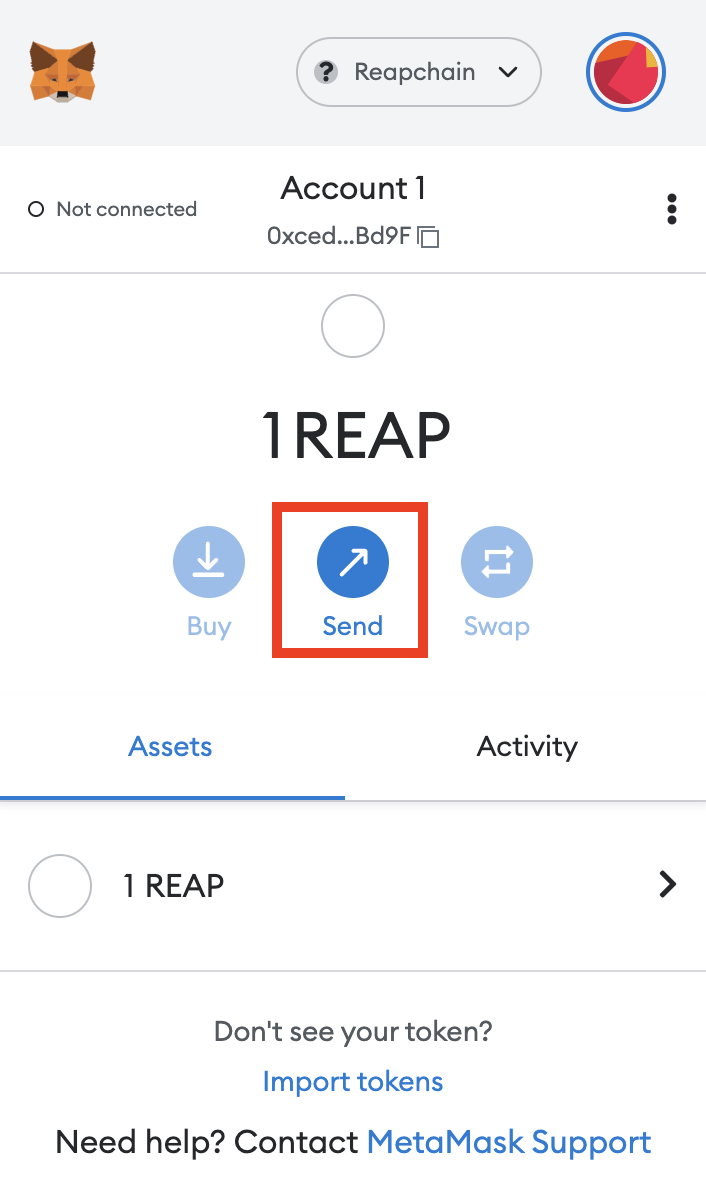 ? Reapchain
Not connected
Account 1
0xced...Bd9F
1 REAP
Buy
Send
Swap
Assets
Activity
1 REAP
Don't see your token?
Import tokens
Need help? Contact MetaMask Support